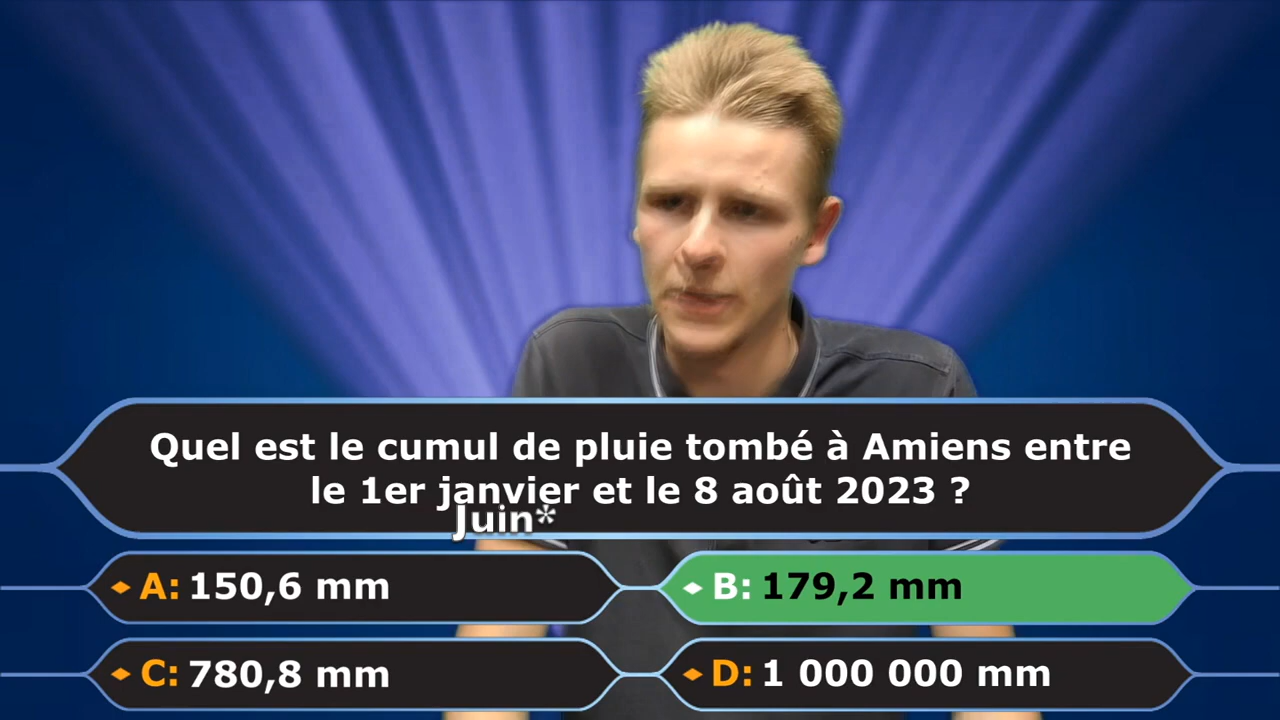 Quel est le cumul de pluie tombé à Amiens entre
le 1er janvier et le 8 août 2023 ?
Juin*
A: 150,6 mm
B: 179,2 mm
C: 780,8 mm
D: 1 000 000 mm